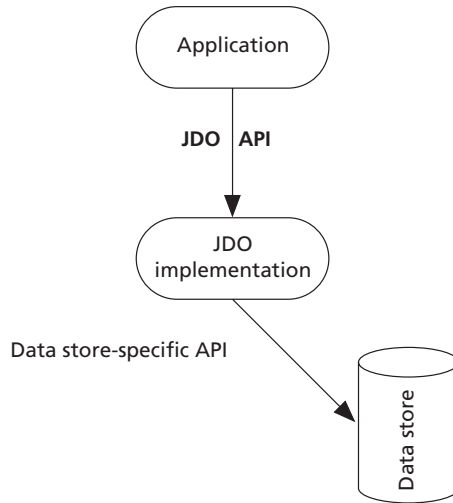 Application
JDO API
JDO
implementation
Data store-specific API
Data store